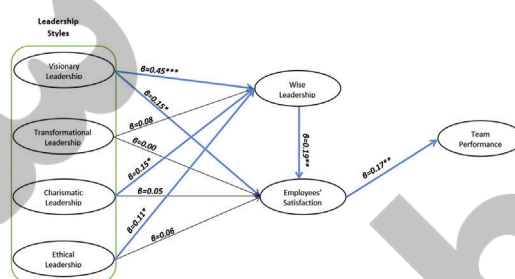 Leadership
Styles
Visionary
Leadership
Transformational
Leadership
Charismatic
Leadership
Ethical
Leadership
β=0.45***
β=0.15*
β=0.08
β=0.00
β=0.15*
β=0.05
β=0.11*
β=0.06
Wise
Leadership
β=0.19**
Employees'
Satisfaction
β=0.17**
Team
Performance